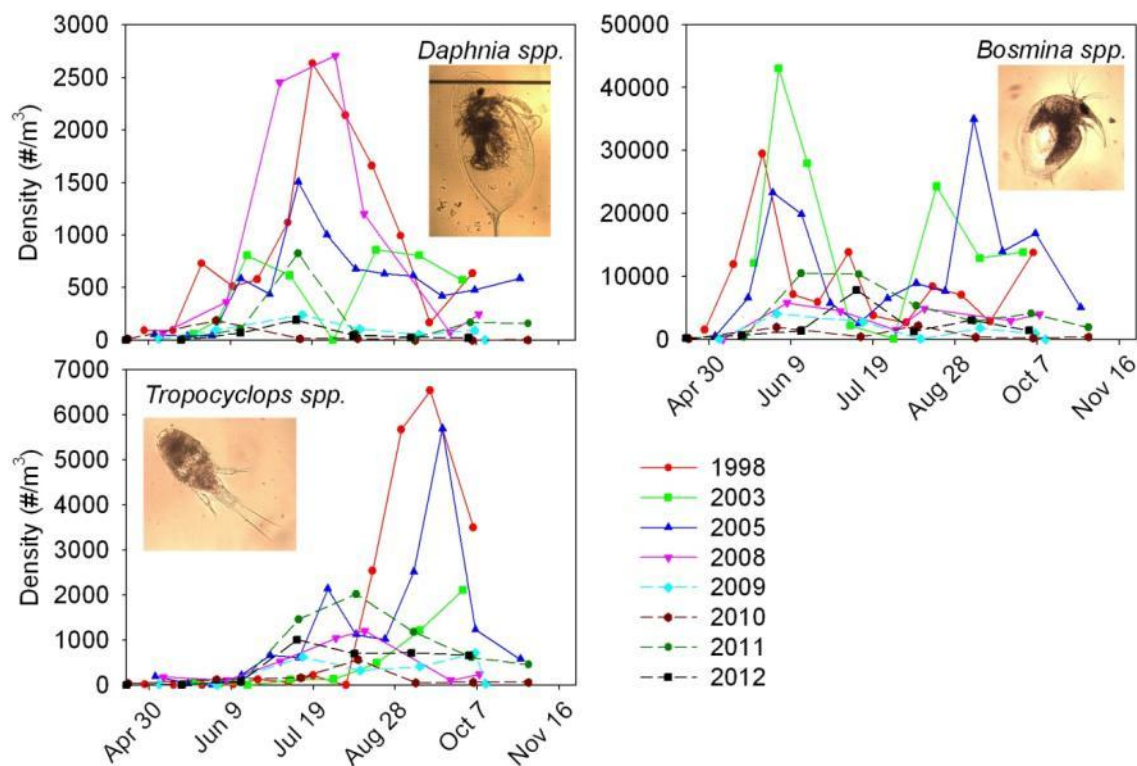 Density (#/m³)
3000
2500
2000
1500
1000
500
0
Daphnia spp.
50000
40000
30000
20000
10000
0
Bosmina spp.
Apr 30
Jun 9
Jul 19
Aug 28
Oct 7
Nov 16
Density (#/m³)
7000
6000
5000
4000
3000
2000
1000
0
Tropocyclops spp.
Apr 30
Jun 9
Jul 19
Aug 28
Oct 7
Nov 16
1998
2003
2005
2008
2009
2010
2011
2012